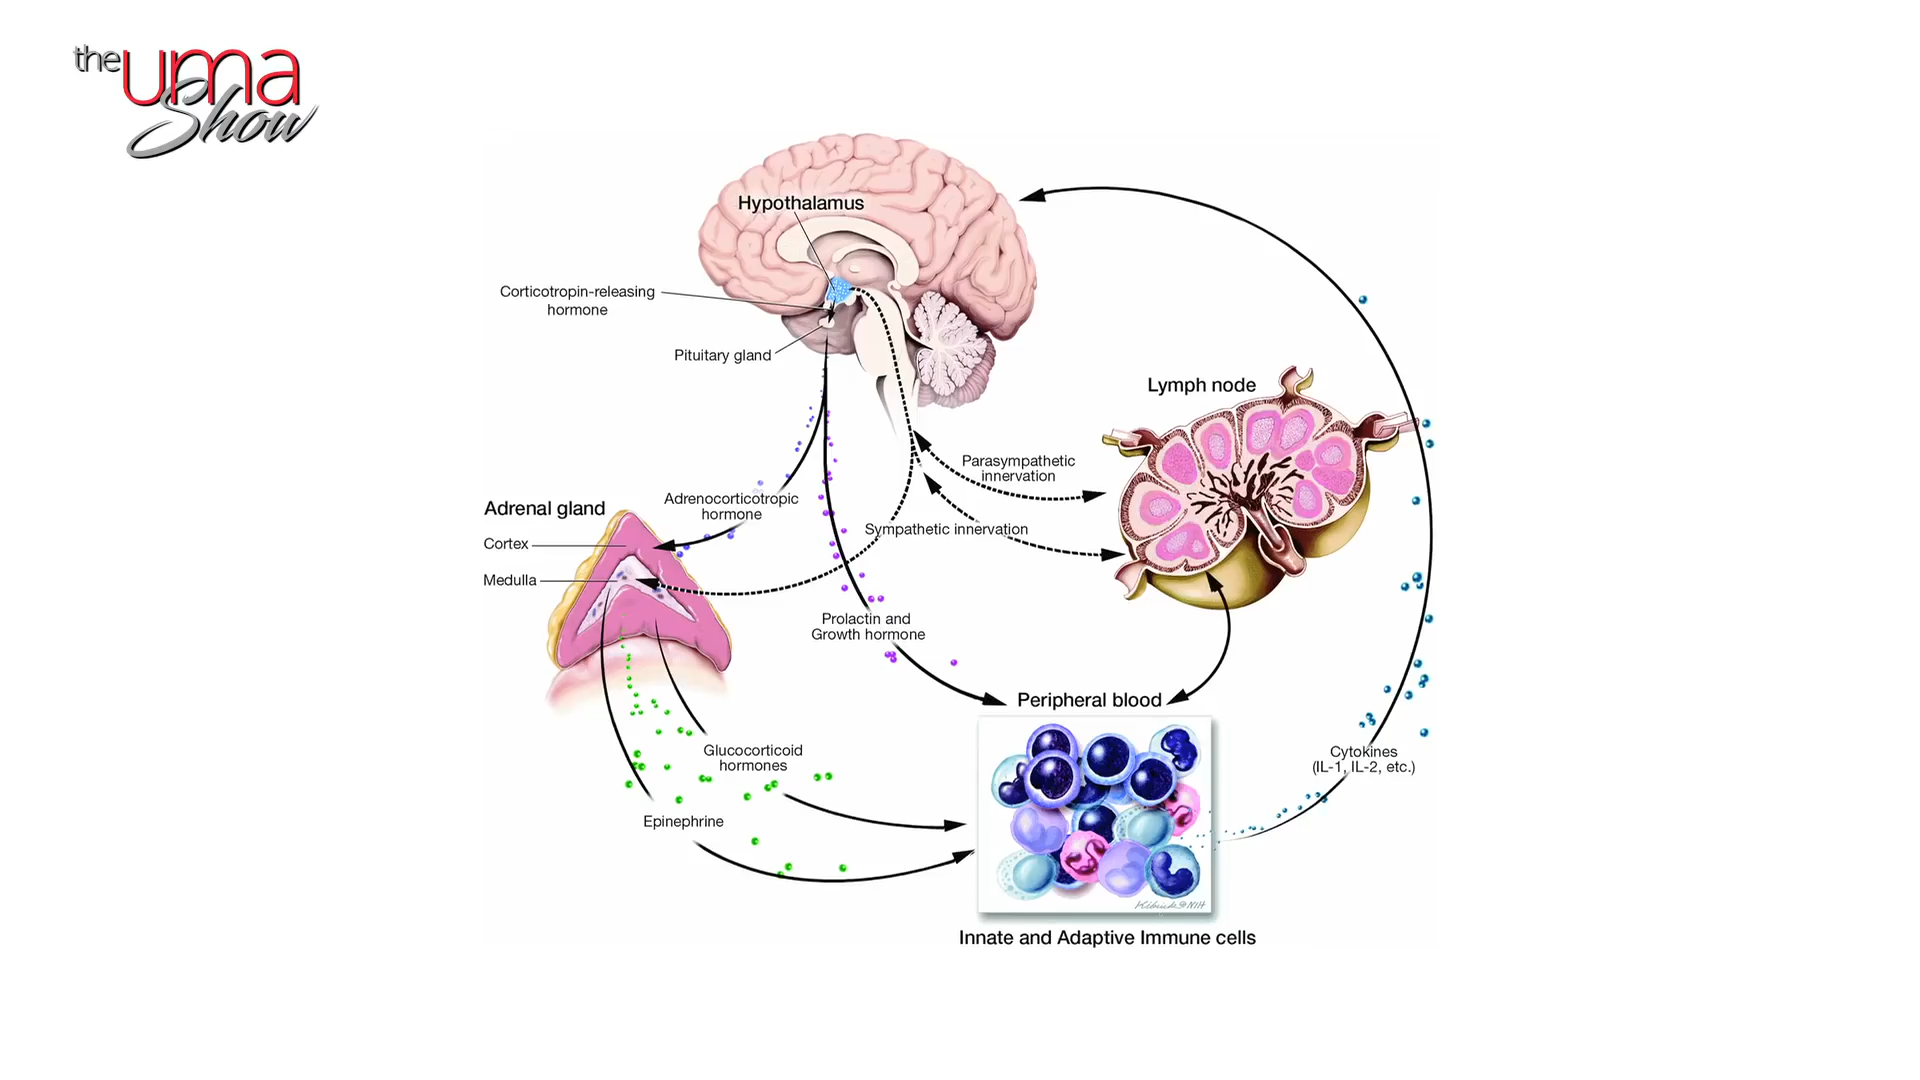 the uma
Show
Hypothalamus
Corticotropin-releasing
hormone
Pituitary gland
Lymph node
Parasympathetic
innervation
Adrenocorticotropic
hormone
Adrenal gland
Sympathetic innervation
Cortex
Medulla
Prolactin and
Growth hormone
Peripheral blood
Glucocorticoid
hormones
Cytokines
(IL-1, IL-2, etc.)
Epinephrine
Innate and Adaptive Immune cells